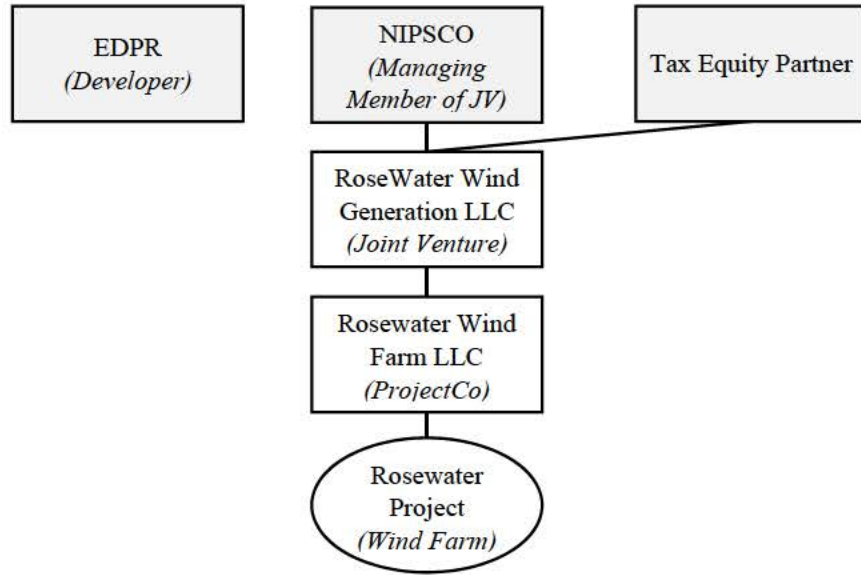 EDPR
(Developer)
NIPSCO
(Managing
Member of JV)
Tax Equity Partner
RoseWater Wind
Generation LLC
(Joint Venture)
Rosewater Wind
Farm LLC
(ProjectCo)
Rosewater
Project
(Wind Farm)